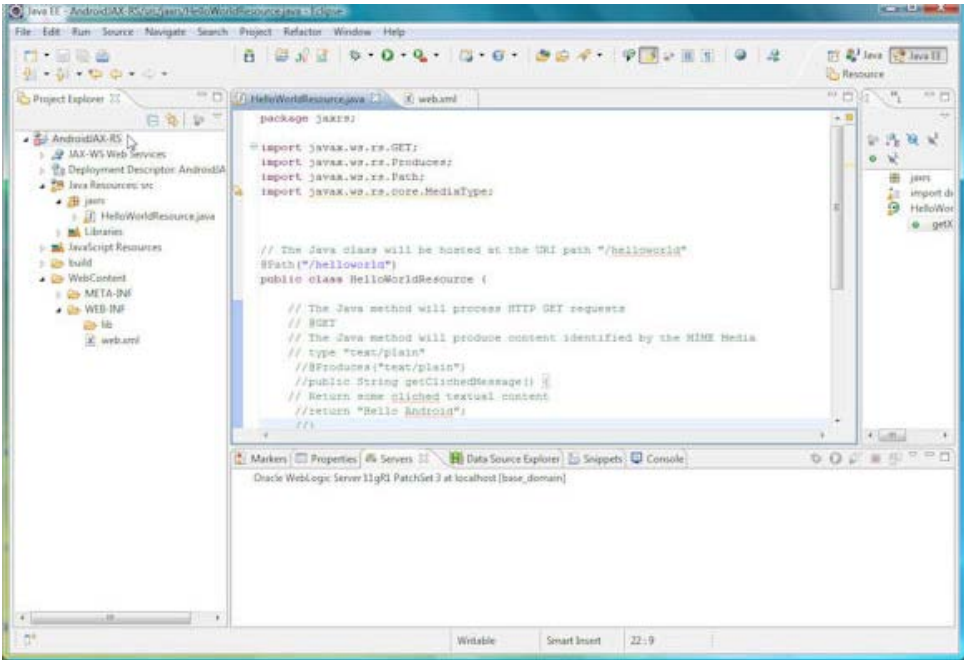 Java EE - AndroidJAX-RS/src/jaxrs/HelloWorldResource.java - Eclipse
File Edit Run Source Navigate Search Project Refactor Window Help
Java
Java EE
Resource
Project Explorer
HelloWorldResource.java
web.xml
AndroidJAX-RS
JAX-WS Web Services
Deployment Descriptor: AndroidJA
Java Resources: src
jaxrs
HelloWorldResource.java
Libraries
JavaScript Resources
build
WebContent
META-INF
WEB-INF
lib
web.xml
package jaxrs;
import javax.ws.rs.GET;
import javax.ws.rs.Produces;
import javax.ws.rs.Path;
import javax.ws.rs.core.MediaType;
// The Java class will be hosted at the URI path "/helloworld"
@Path("/helloworld")
public class HelloWorldResource {
// The Java method will process HTTP GET requests
// @GET
// The Java method will produce content identified by the MIME Media
// type "text/plain"
//@Produces("text/plain")
//public String getClichedMessage() {
// Return some cliched textual content
//return "Hello Android";
//}
jaxrs
import de
HelloWor
getX
Markers
Properties
Servers
Data Source Explorer
Snippets
Console
Oracle WebLogic Server 11gR1 PatchSet 3 at localhost [base_domain]
Writable
Smart Insert
22 : 9